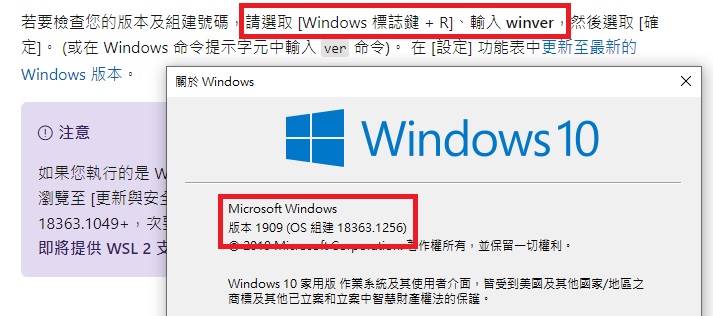 若要檢查您的版本及組建號碼，請選取 [Windows 標誌鍵 + R]、輸入 winver，然後選取 [確
定]。 (或在 Windows 命令提示字元中輸入 ver 命令)。 在 [設定] 功能表中更新至最新的
Windows 版本。
注意
如果您執行的是 W
瀏覽至 [更新與安全
18363.1049+，次要
即將提供 WSL 2 支
關於 Windows
Windows 10
Microsoft Windows
版本 1909 (OS 組建 18363.1256)
© 2019 Microsoft Corporation. 著作權所有，並保留一切權利。
Windows 10 家用版 作業系統及其使用者介面，皆受到美國及其他國家/地區之
商標及其他已立案和立案中智慧財產權法的保護。